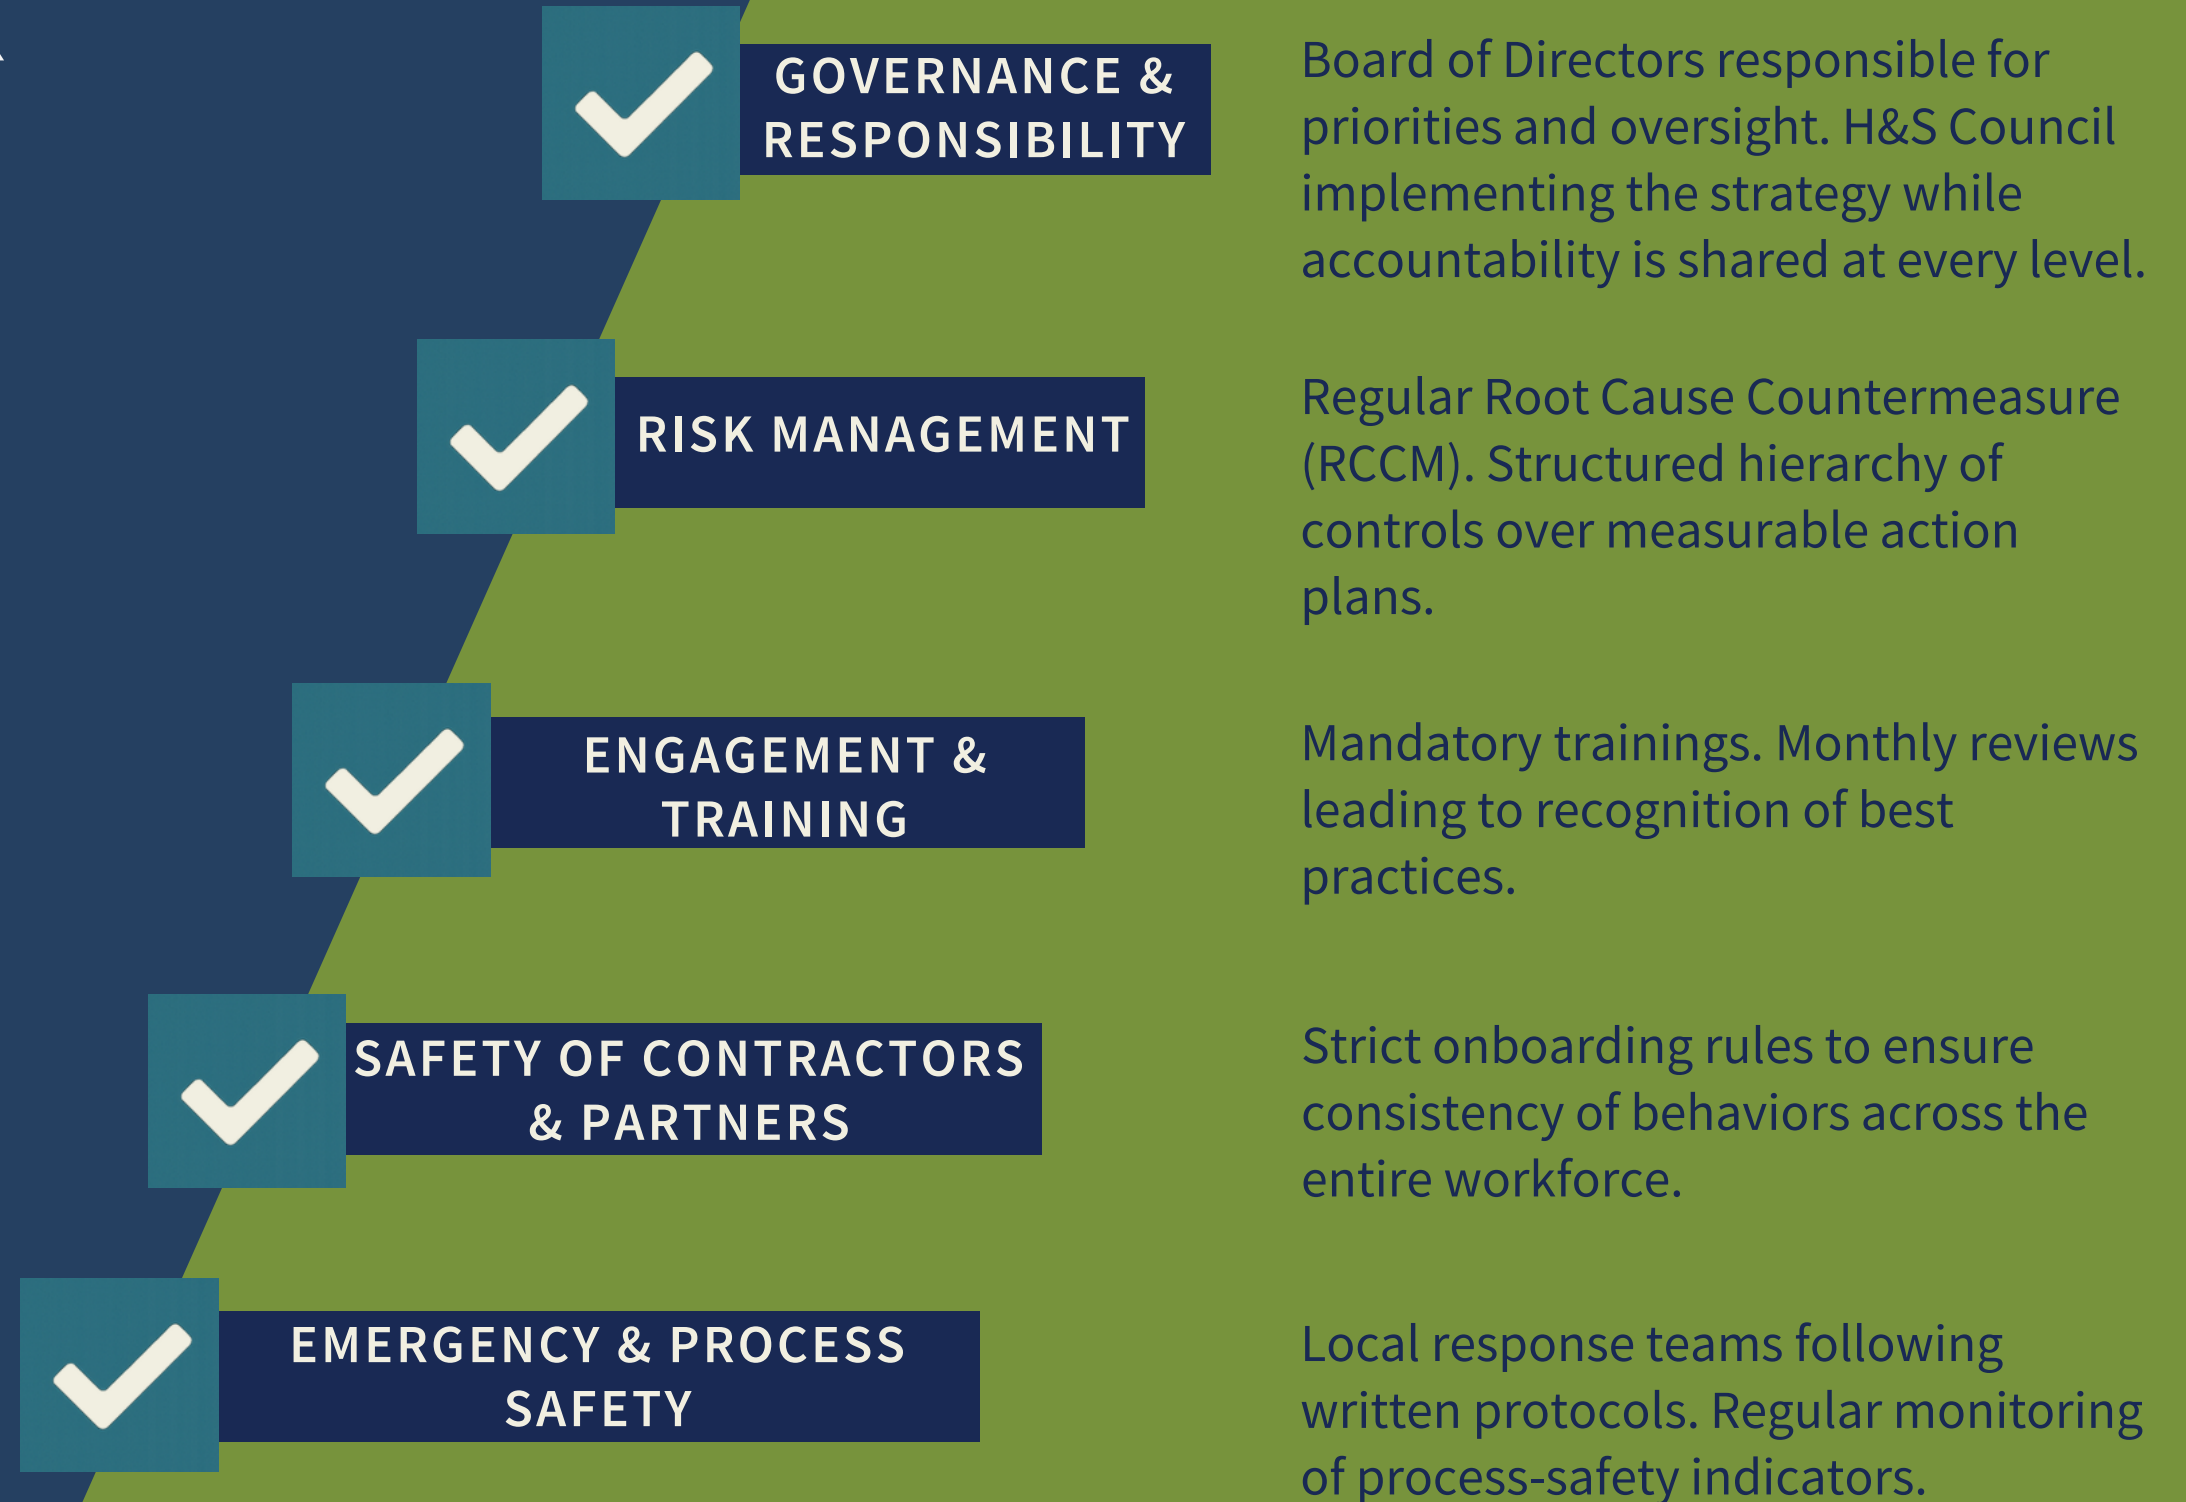 GOVERNANCE &
RESPONSIBILITY
Board of Directors responsible for
priorities and oversight. H&S Council
implementing the strategy while
accountability is shared at every level.
RISK MANAGEMENT
Regular Root Cause Countermeasure
(RCCM). Structured hierarchy of
controls over measurable action
plans.
ENGAGEMENT &
TRAINING
Mandatory trainings. Monthly reviews
leading to recognition of best
practices.
SAFETY OF CONTRACTORS
& PARTNERS
Strict onboarding rules to ensure
consistency of behaviors across the
entire workforce.
EMERGENCY & PROCESS
SAFETY
Local response teams following
written protocols. Regular monitoring
of process-safety indicators.